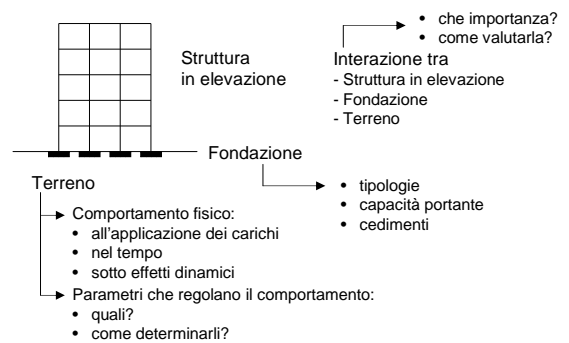 • che importanza?
• come valutarla?
Struttura
in elevazione
Interazione tra
- Struttura in elevazione
- Fondazione
- Terreno
Fondazione
• tipologie
• capacità portante
• cedimenti
Terreno
Comportamento fisico:
• all'applicazione dei carichi
• nel tempo
• sotto effetti dinamici
Parametri che regolano il comportamento:
• quali?
• come determinarli?